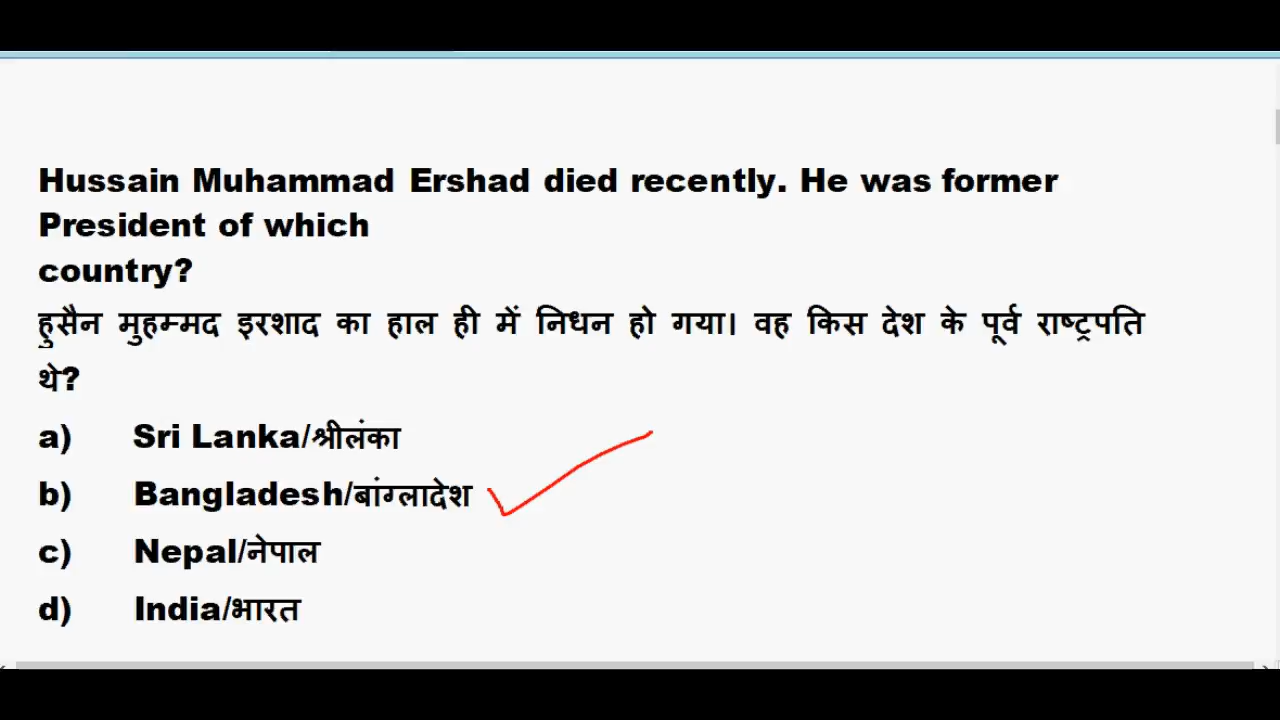 Hussain Muhammad Ershad died recently. He was former
President of which
country?
हुसैन मुहम्मद इरशाद का हाल ही में निधन हो गया। वह किस देश के पूर्व राष्ट्रपति
थे?
a) Sri Lanka/श्रीलंका
b) Bangladesh/बांग्लादेश
c) Nepal/नेपाल
d) India/भारत